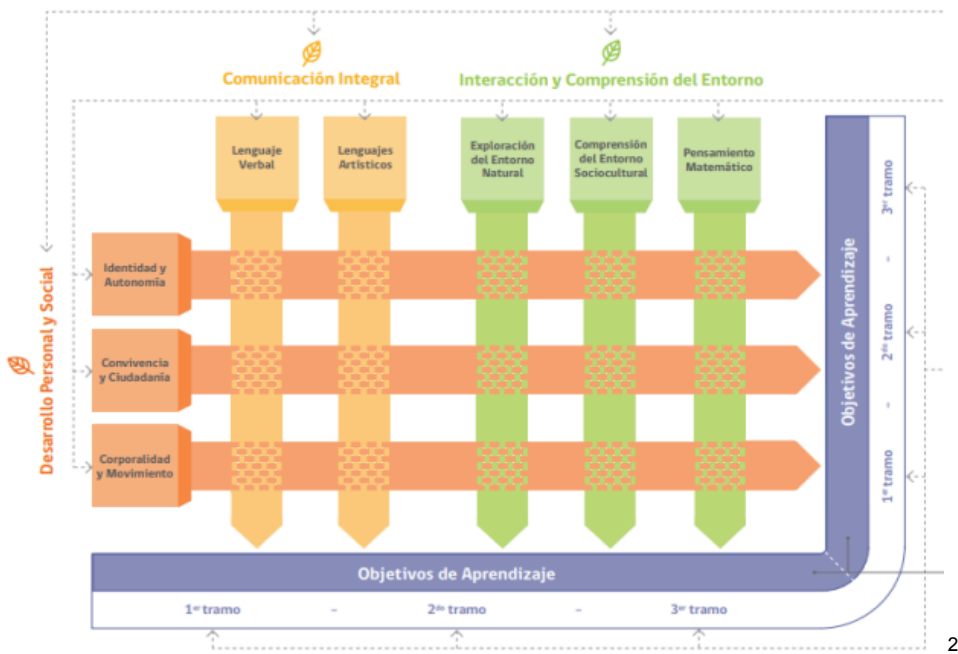 Comunicación Integral
Interacción y Comprensión del Entorno
Lenguaje
Verbal
Lenguajes
Artísticos
Exploración
del Entorno
Natural
Comprensión
del Entorno
Sociocultural
Pensamiento
Matemático
Desarrollo Personal y Social
Identidad y
Autonomía
Convivencia
y Ciudadanía
Corporalidad
y Movimiento
Objetivos de Aprendizaje
3er tramo
–
2do tramo
–
1er tramo
Objetivos de Aprendizaje
1er tramo – 2do tramo – 3er tramo
2